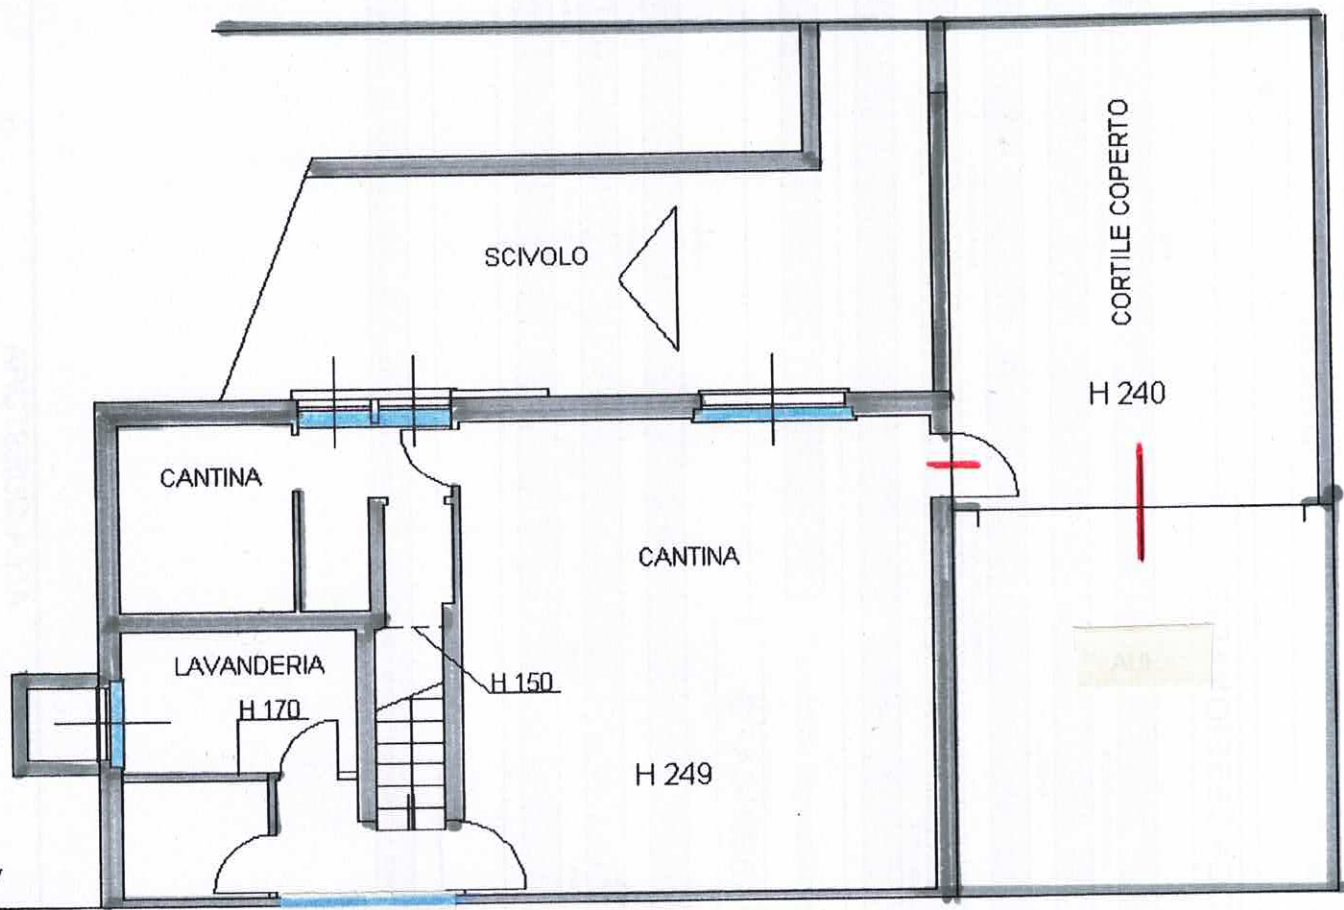 SCIVOLO
CORTILE COPERTO
H 240
CANTINA
CANTINA
LAVANDERIA
H 150
H 170
H 249